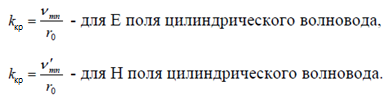 k_кр = ν_mn / r_0 - для Е поля цилиндрического волновода,
k_кр = ν′_mn / r_0 - для Н поля цилиндрического волновода.